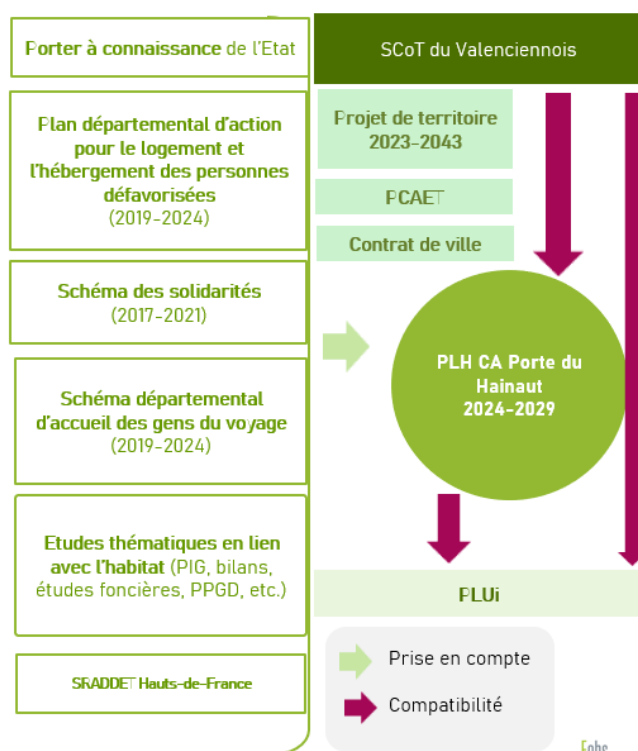 Porter à connaissance de l'Etat
Plan départemental d'action
pour le logement et
l'hébergement des personnes
défavorisées
(2019-2024)
Schéma des solidarités
(2017-2021)
Schéma départemental
d'accueil des gens du voyage
(2019-2024)
Etudes thématiques en lien
avec l'habitat (PIG, bilans,
études foncières, PPGD, etc.)
SRADDET Hauts-de-France
SCoT du Valenciennois
Projet de territoire
2023-2043
PCAET
Contrat de ville
PLH CA Porte du
Hainaut
2024-2029
PLUi
Prise en compte
Compatibilité